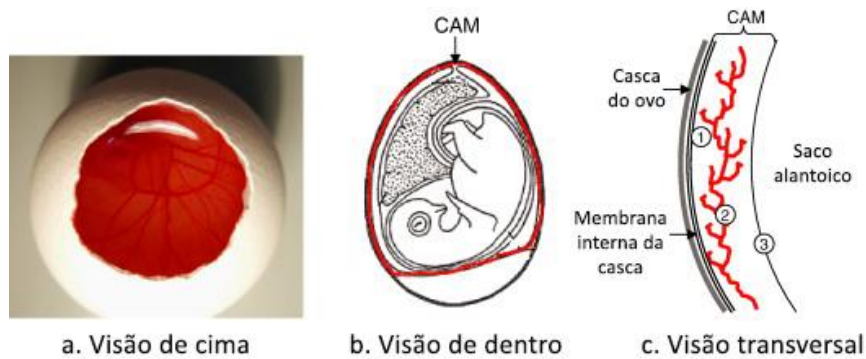 CAM
CAM
Casca
do ovo
1
Saco
alantoico
2
Membrana
interna da
casca
3
a. Visão de cima
b. Visão de dentro
c. Visão transversal